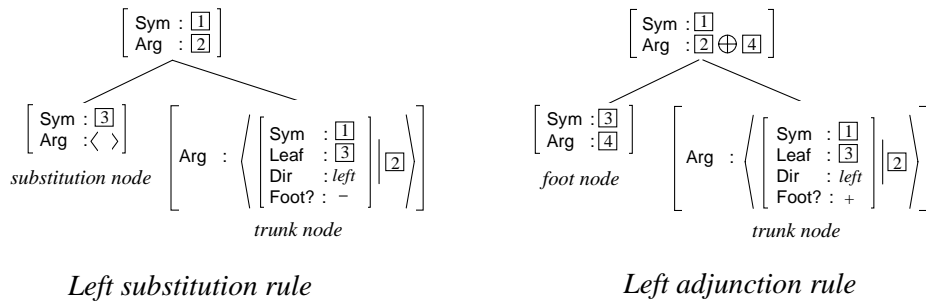 Sym : 1
Arg : 2
Sym : 3
Arg : ⟨ ⟩
substitution node
Arg : ⟨ Sym : 1
Leaf : 3
Dir : left
Foot? : − | 2 ⟩
trunk node
Left substitution rule
Sym : 1
Arg : 2 ⊕ 4
Sym : 3
Arg : 4
foot node
Arg : ⟨ Sym : 1
Leaf : 3
Dir : left
Foot? : + | 2 ⟩
trunk node
Left adjunction rule